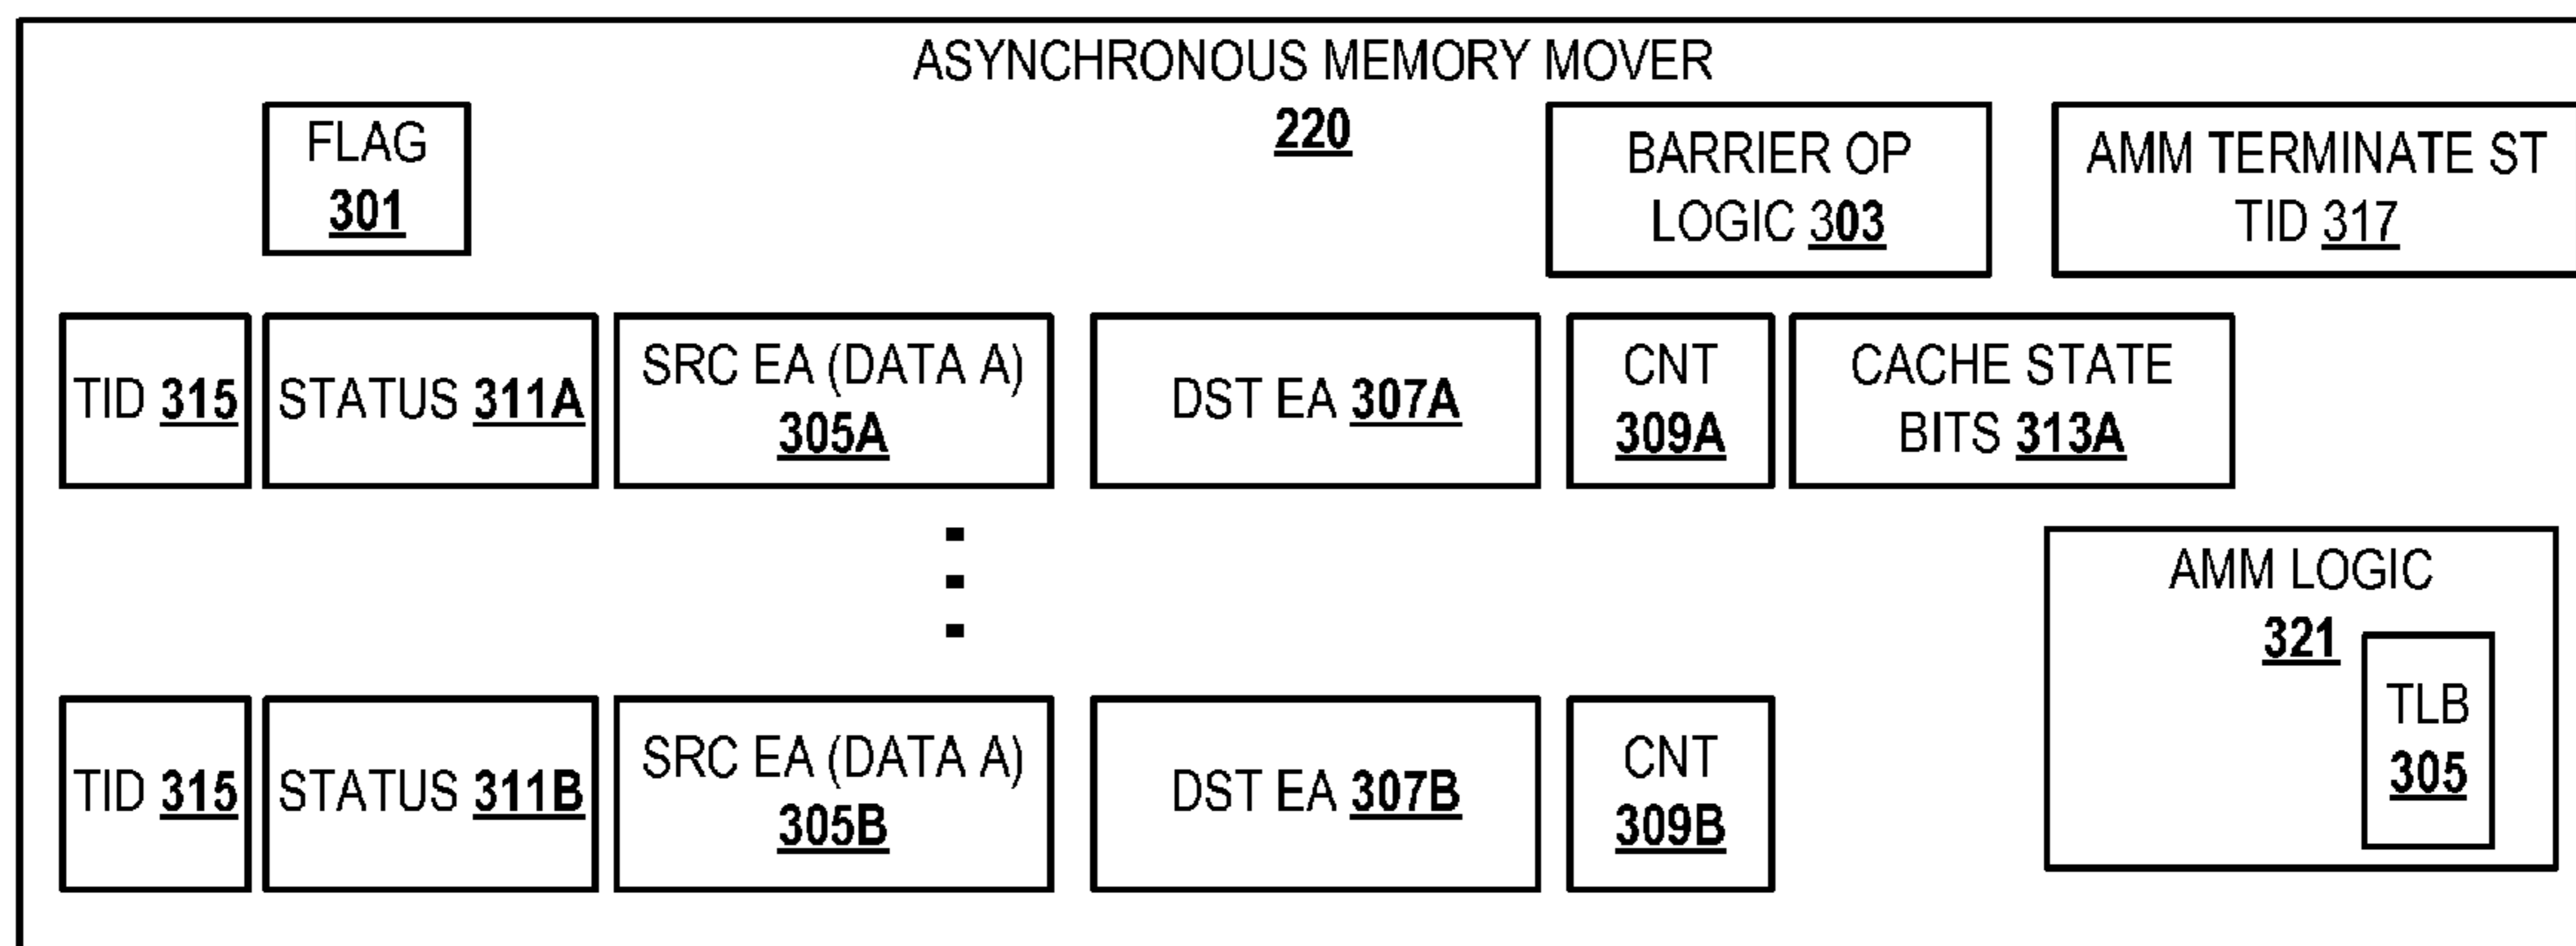 ASYNCHRONOUS MEMORY MOVER
220
FLAG
301
BARRIER OP
LOGIC 303
AMM TERMINATE ST
TID 317
TID 315
STATUS 311A
SRC EA (DATA A)
305A
DST EA 307A
CNT
309A
CACHE STATE
BITS 313A
AMM LOGIC
321
TLB
305
TID 315
STATUS 311B
SRC EA (DATA A)
305B
DST EA 307B
CNT
309B